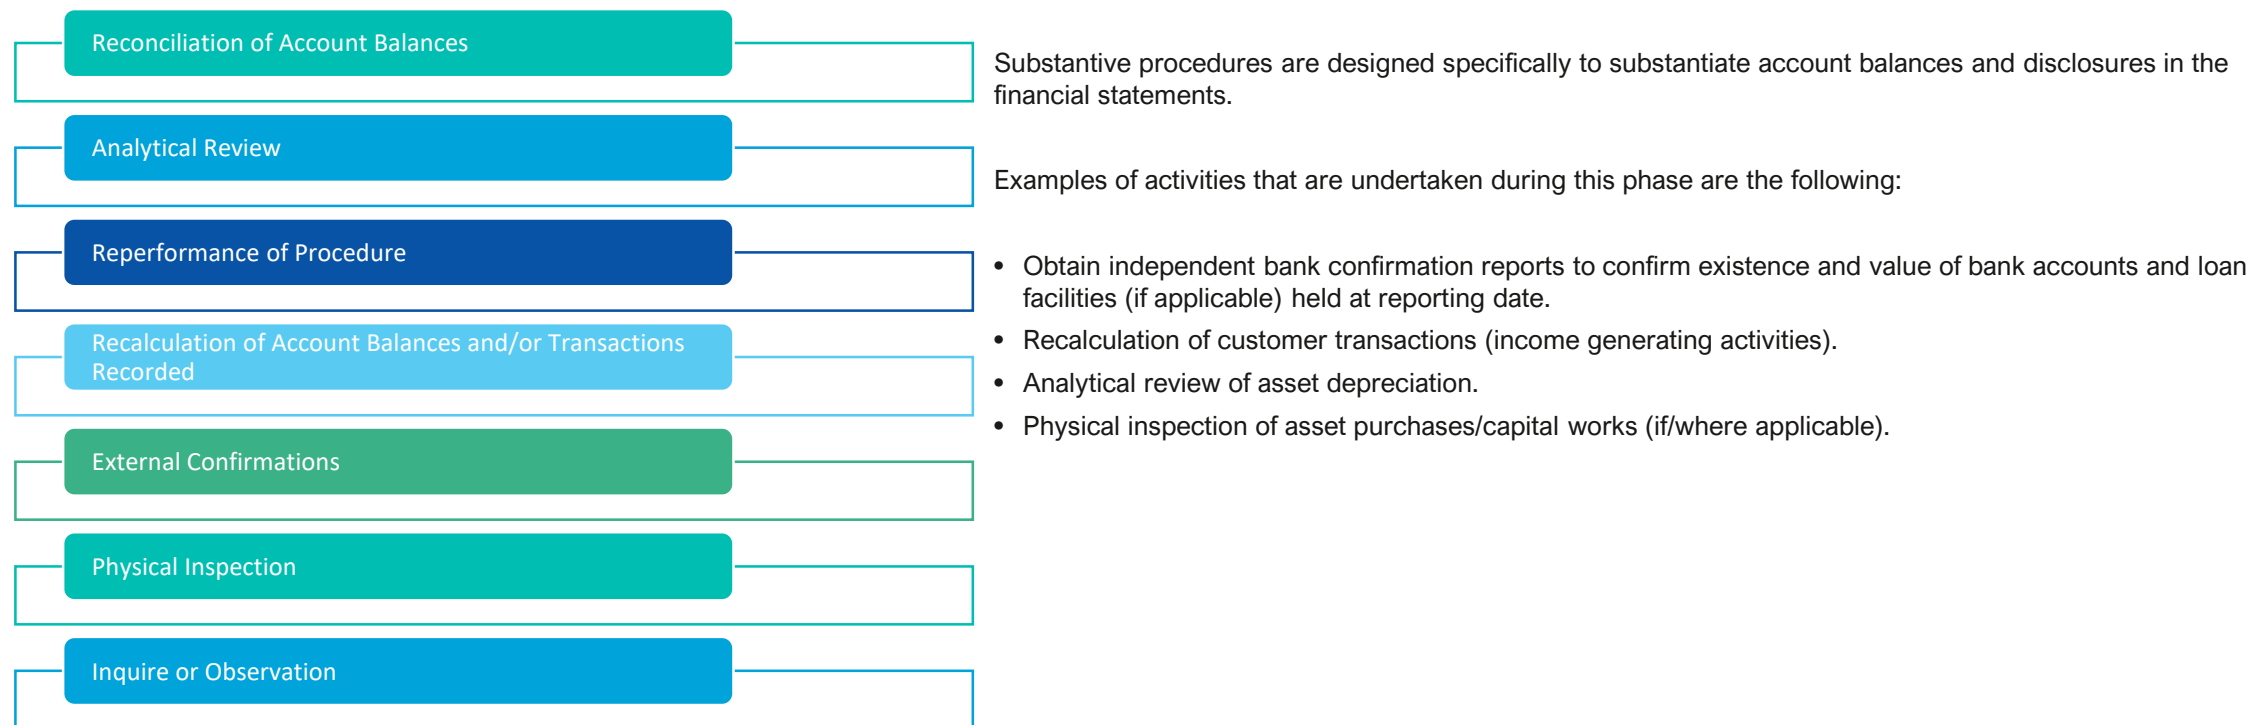 Reconciliation of Account Balances
Analytical Review
Reperformance of Procedure
Recalculation of Account Balances and/or Transactions
Recorded
External Confirmations
Physical Inspection
Inquire or Observation
Substantive procedures are designed specifically to substantiate account balances and disclosures in the
financial statements.
Examples of activities that are undertaken during this phase are the following:
• Obtain independent bank confirmation reports to confirm existence and value of bank accounts and loan
facilities (if applicable) held at reporting date.
• Recalculation of customer transactions (income generating activities).
• Analytical review of asset depreciation.
• Physical inspection of asset purchases/capital works (if/where applicable).